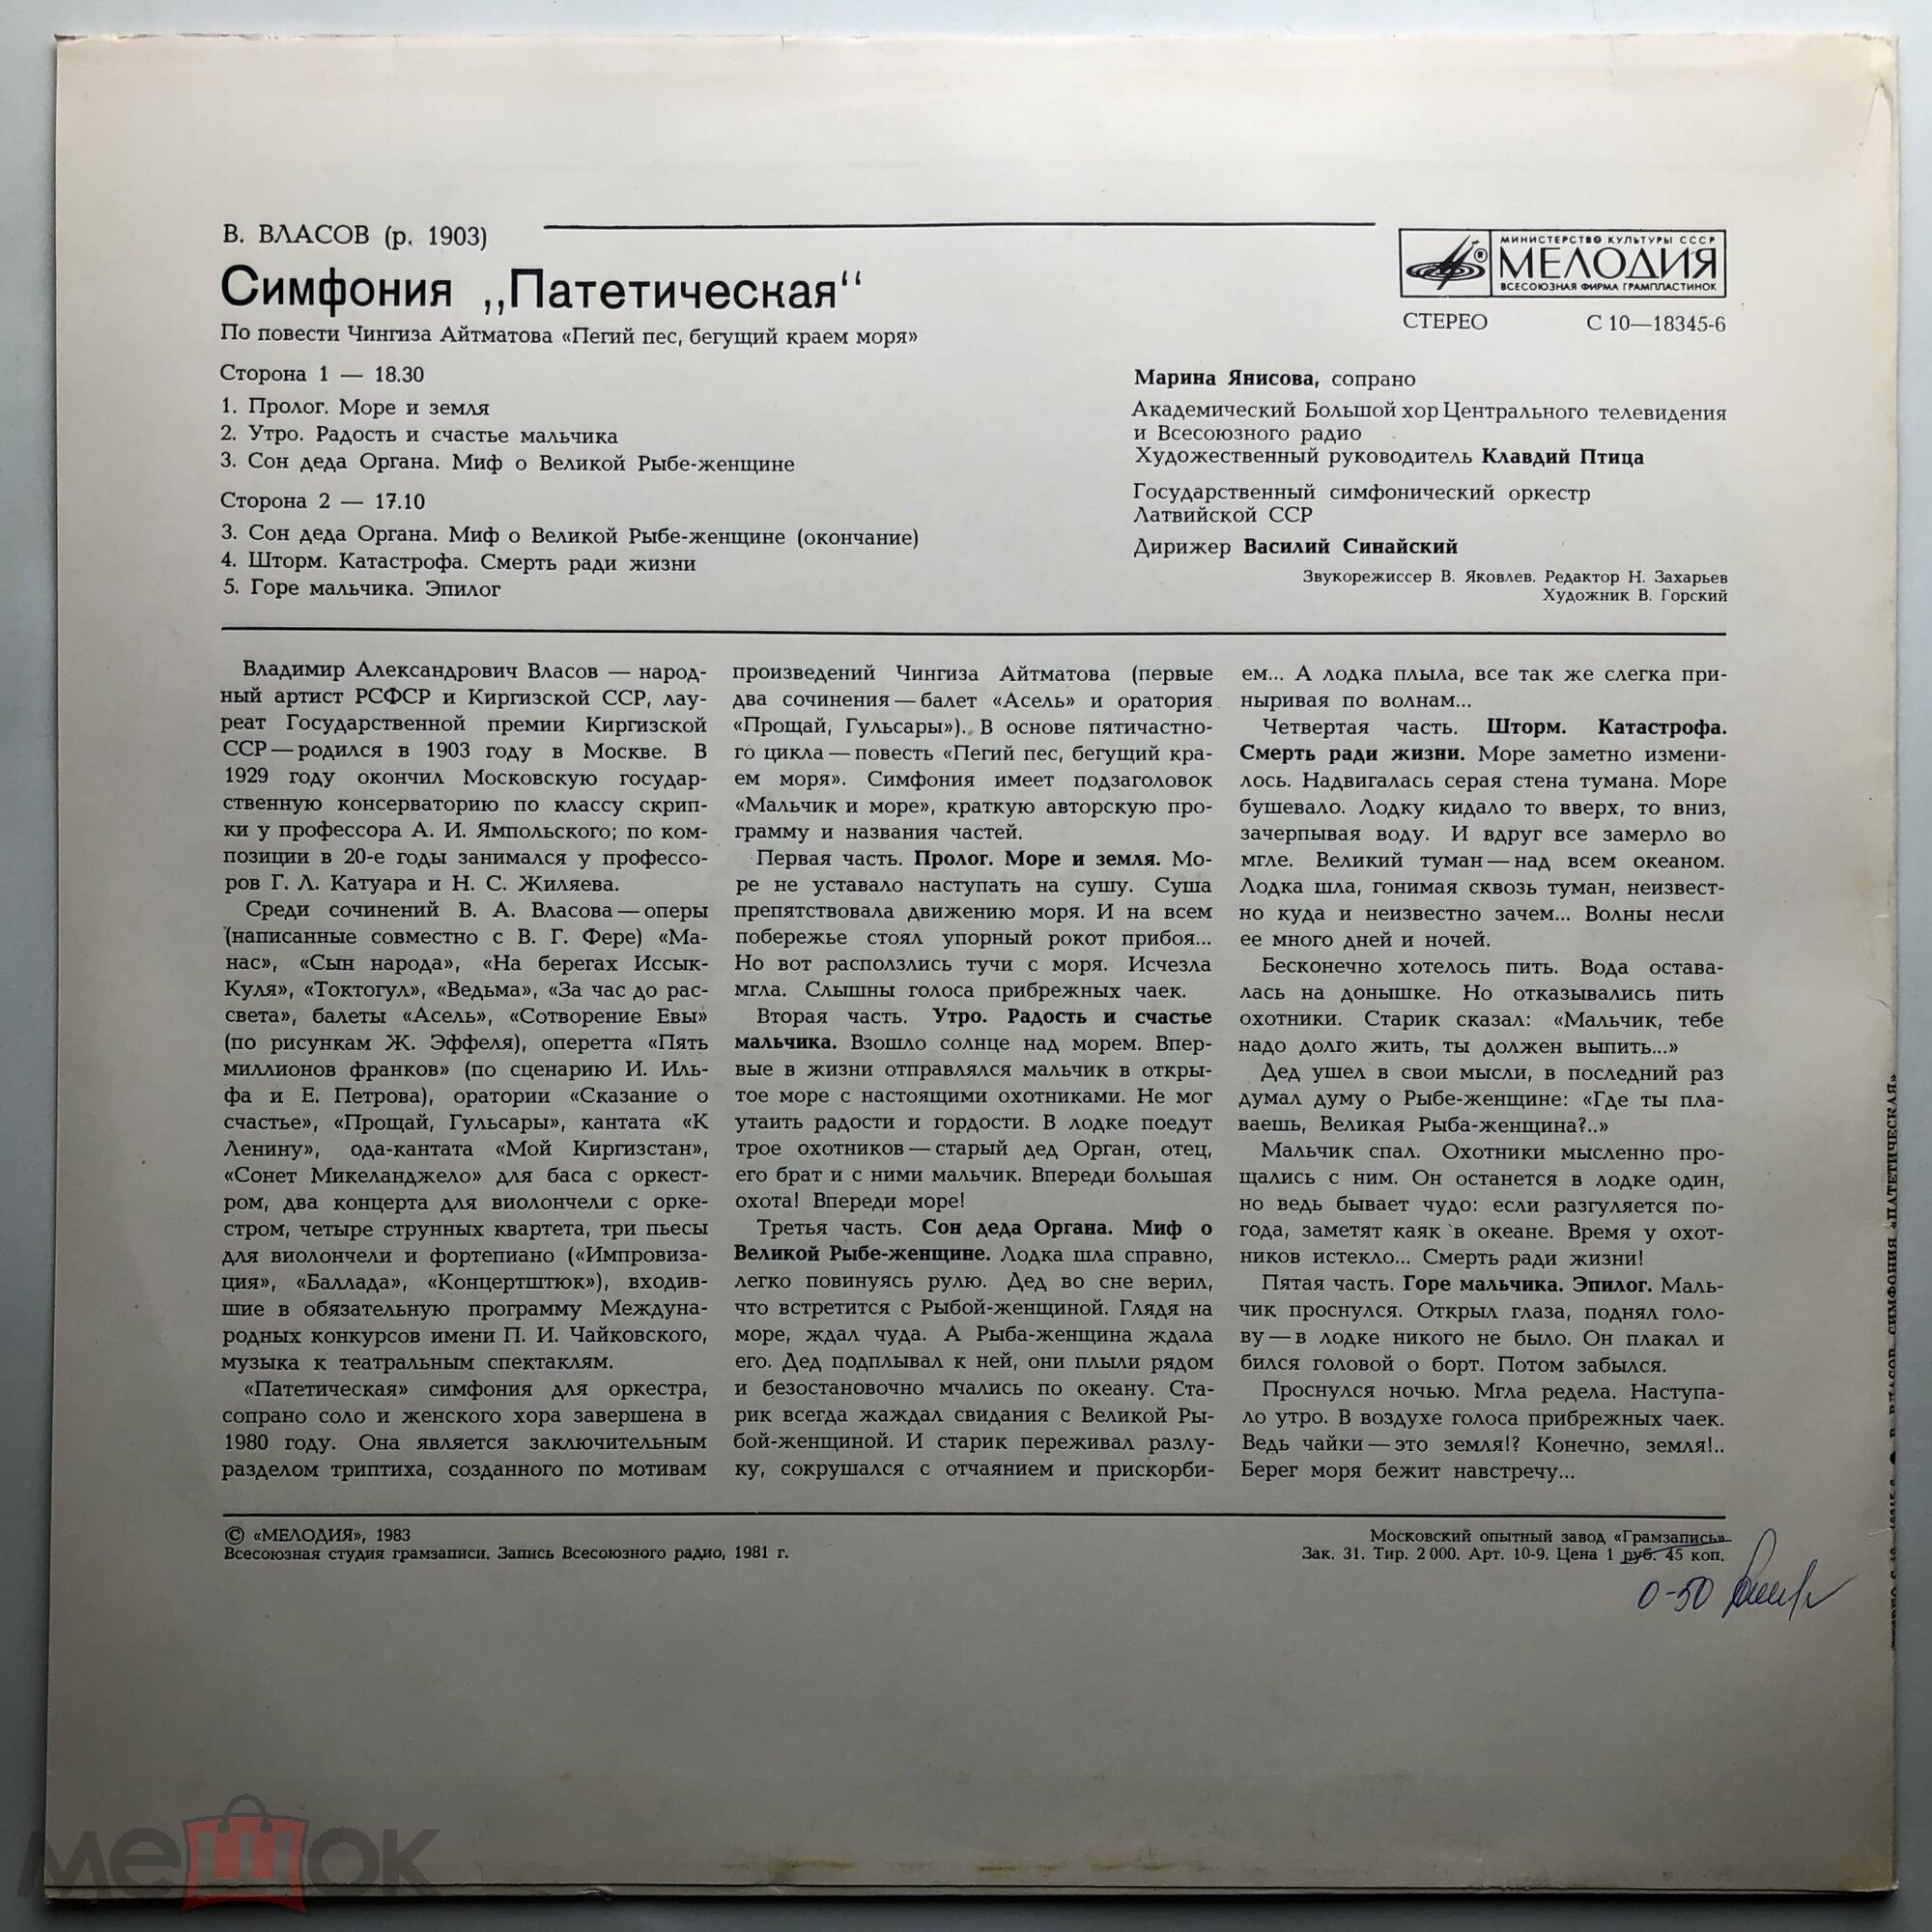 В. ВЛАСОВ (р. 1903)
Симфония „Патетическая“
По повести Чингиза Айтматова «Пегий пес, бегущий краем моря»
МИНИСТЕРСТВО КУЛЬТУРЫ СССР
МЕЛОДИЯ
ВСЕСОЮЗНАЯ ФИРМА ГРАМПЛАСТИНОК
СТЕРЕО С 10—18345-6
Сторона 1 — 18.30
1. Пролог. Море и земля
2. Утро. Радость и счастье мальчика
3. Сон деда Органа. Миф о Великой Рыбе-женщине
Сторона 2 — 17.10
3. Сон деда Органа. Миф о Великой Рыбе-женщине (окончание)
4. Шторм. Катастрофа. Смерть ради жизни
5. Горе мальчика. Эпилог
Марина Янисова, сопрано
Академический Большой хор Центрального телевидения
и Всесоюзного радио
Художественный руководитель Клавдий Птица
Государственный симфонический оркестр
Латвийской ССР
Дирижер Василий Синайский
Звукорежиссер В. Яковлев. Редактор Н. Захарьев
Художник В. Горский
Владимир Александрович Власов — народ-
ный артист РСФСР и Киргизской ССР, лау-
реат Государственной премии Киргизской
ССР — родился в 1903 году в Москве. В
1929 году окончил Московскую государ-
ственную консерваторию по классу скрип-
ки у профессора А. И. Ямпольского; по ком-
позиции в 20-е годы занимался у профессо-
ров Г. Л. Катуара и Н. С. Жиляева.
Среди сочинений В. А. Власова — оперы
(написанные совместно с В. Г. Фере) «Ма-
нас», «Сын народа», «На берегах Иссык-
Куля», «Токтогул», «Ведьма», «За час до рас-
света», балеты «Асель», «Сотворение Евы»
(по рисункам Ж. Эффеля), оперетта «Пять
миллионов франков» (по сценарию И. Иль-
фа и Е. Петрова), оратории «Сказание о
счастье», «Прощай, Гульсары», кантата «К
Ленину», ода-кантата «Мой Киргизстан»,
«Сонет Микеланджело» для баса с оркест-
ром, два концерта для виолончели с орке-
стром, четыре струнных квартета, три пьесы
для виолончели и фортепиано («Импровиза-
ция», «Баллада», «Концертштюк»), входив-
шие в обязательную программу Междуна-
родных конкурсов имени П. И. Чайковского,
музыка к театральным спектаклям.
«Патетическая» симфония для оркестра,
сопрано соло и женского хора завершена в
1980 году. Она является заключительным
разделом триптиха, созданного по мотивам
произведений Чингиза Айтматова (первые
два сочинения — балет «Асель» и оратория
«Прощай, Гульсары»). В основе пятичастно-
го цикла — повесть «Пегий пес, бегущий кра-
ем моря». Симфония имеет подзаголовок
«Мальчик и море», краткую авторскую про-
грамму и названия частей.
Первая часть. Пролог. Море и земля. Мо-
ре не уставало наступать на сушу. Суша
препятствовала движению моря. И на всем
побережье стоял упорный рокот прибоя...
Но вот расползлись тучи с моря. Исчезла
мгла. Слышны голоса прибрежных чаек.
Вторая часть. Утро. Радость и счастье
мальчика. Взошло солнце над морем. Впер-
вые в жизни отправлялся мальчик в откры-
тое море с настоящими охотниками. Не мог
утаить радости и гордости. В лодке поедут
трое охотников — старый дед Орган, отец,
его брат и с ними мальчик. Впереди большая
охота! Впереди море!
Третья часть. Сон деда Органа. Миф о
Великой Рыбе-женщине. Лодка шла справно,
легко повинуясь рулю. Дед во сне верил,
что встретится с Рыбой-женщиной. Глядя на
море, ждал чуда. А Рыба-женщина ждала
его. Дед подплывал к ней, они плыли рядом
и безостановочно мчались по океану. Ста-
рик всегда жаждал свидания с Великой Ры-
бой-женщиной. И старик переживал разлу-
ку, сокрушался с отчаянием и прискорби-
ем... А лодка плыла, все так же слегка при-
ныривая по волнам...
Четвертая часть. Шторм. Катастрофа.
Смерть ради жизни. Море заметно измени-
лось. Надвигалась серая стена тумана. Море
бушевало. Лодку кидало то вверх, то вниз,
зачерпывая воду. И вдруг все замерло во
мгле. Великий туман — над всем океаном.
Лодка шла, гонимая сквозь туман, неизвест-
но куда и неизвестно зачем... Волны несли
ее много дней и ночей.
Бесконечно хотелось пить. Вода остава-
лась на донышке. Но отказывались пить
охотники. Старик сказал: «Мальчик, тебе
надо долго жить, ты должен выпить...»
Дед ушел в свои мысли, в последний раз
думал думу о Рыбе-женщине: «Где ты пла-
ваешь, Великая Рыба-женщина?..»
Мальчик спал. Охотники мысленно про-
щались с ним. Он останется в лодке один,
но ведь бывает чудо: если разгуляется по-
года, заметят каяк в океане. Время у охот-
ников истекло... Смерть ради жизни!
Пятая часть. Горе мальчика. Эпилог. Маль-
чик проснулся. Открыл глаза, поднял голо-
ву — в лодке никого не было. Он плакал и
бился головой о борт. Потом забылся.
Проснулся ночью. Мгла редела. Наступа-
ло утро. В воздухе голоса прибрежных чаек.
Ведь чайки — это земля!? Конечно, земля!..
Берег моря бежит навстречу...
© «МЕЛОДИЯ», 1983
Всесоюзная студия грамзаписи. Запись Всесоюзного радио, 1981 г.
Московский опытный завод «Грамзапись»
Зак. 31. Тир. 2 000. Арт. 10-9. Цена 1 руб. 45 коп.
0-50
В. ВЛАСОВ. СИМФОНИЯ «ПАТЕТИЧЕСКАЯ»
мешок